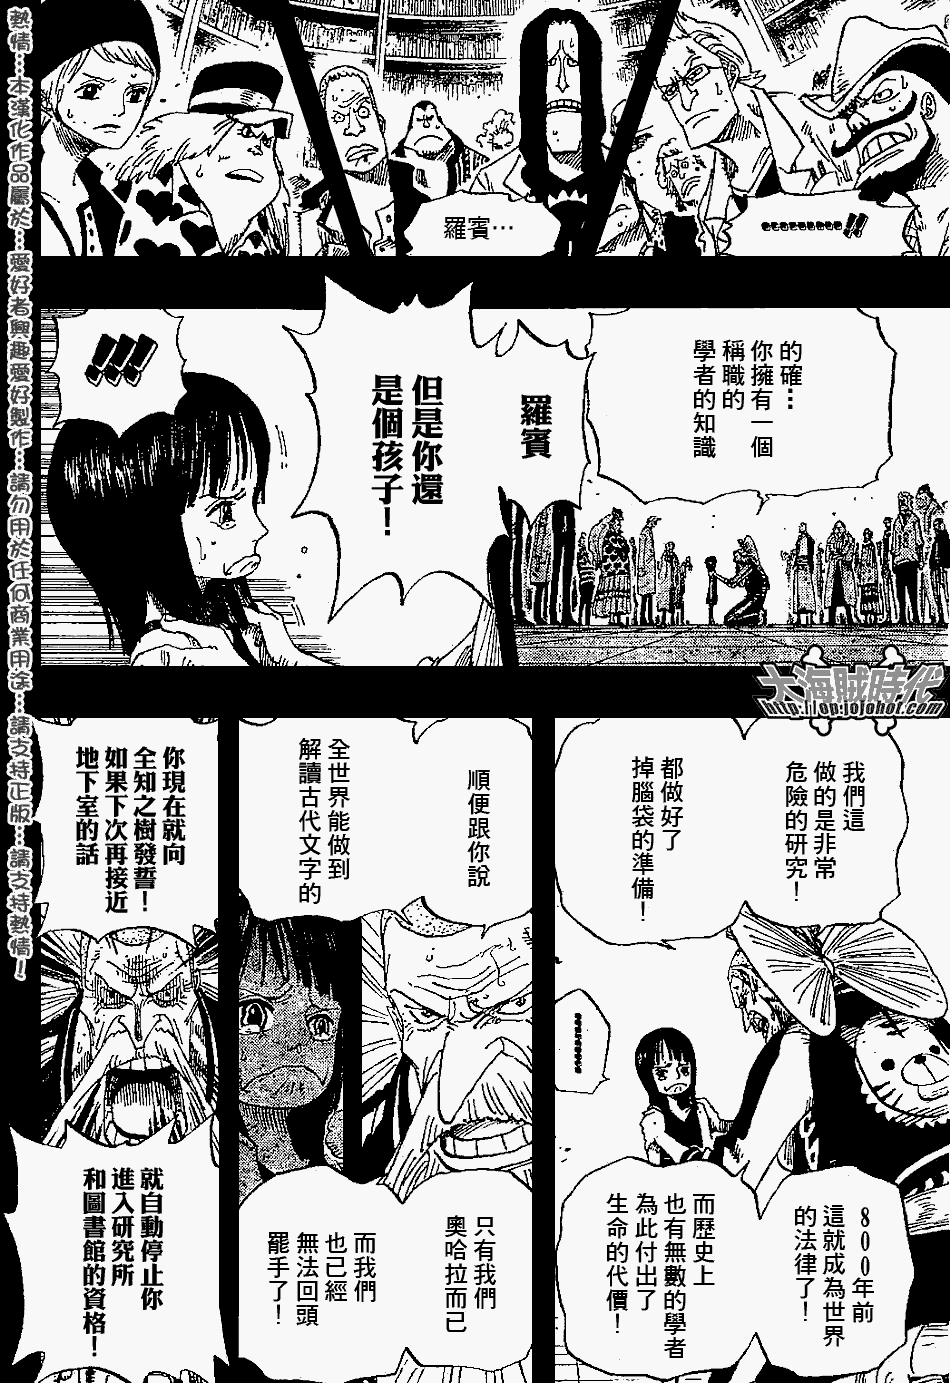 ………!!
羅賓…
的確…
你擁有一個
稱職的
學者的知識
羅賓
但是你還
是個孩子！
!!!!
大海賊時代
http://op.jojohot.com
我們這
做的是非常
危險的研究！
都做好了
掉腦袋的準備！
………
800年前
這就成為世界
的法律了！
而歷史上
也有無數的學者
為此付出了
生命的代價！
順便跟你說
全世界能做到
解讀古代文字的
只有我們
奧哈拉而已
而我們
也已經
無法回頭
罷手了！
你現在就向
全知之樹發誓！
如果下次再接近
地下室的話
就自動停止你
進入研究所
和圖書館的資格！
熱情…本漢化作品屬於…愛好者興趣愛好製作…請勿用於任何商業用途…請支持正版…請支持熱情！